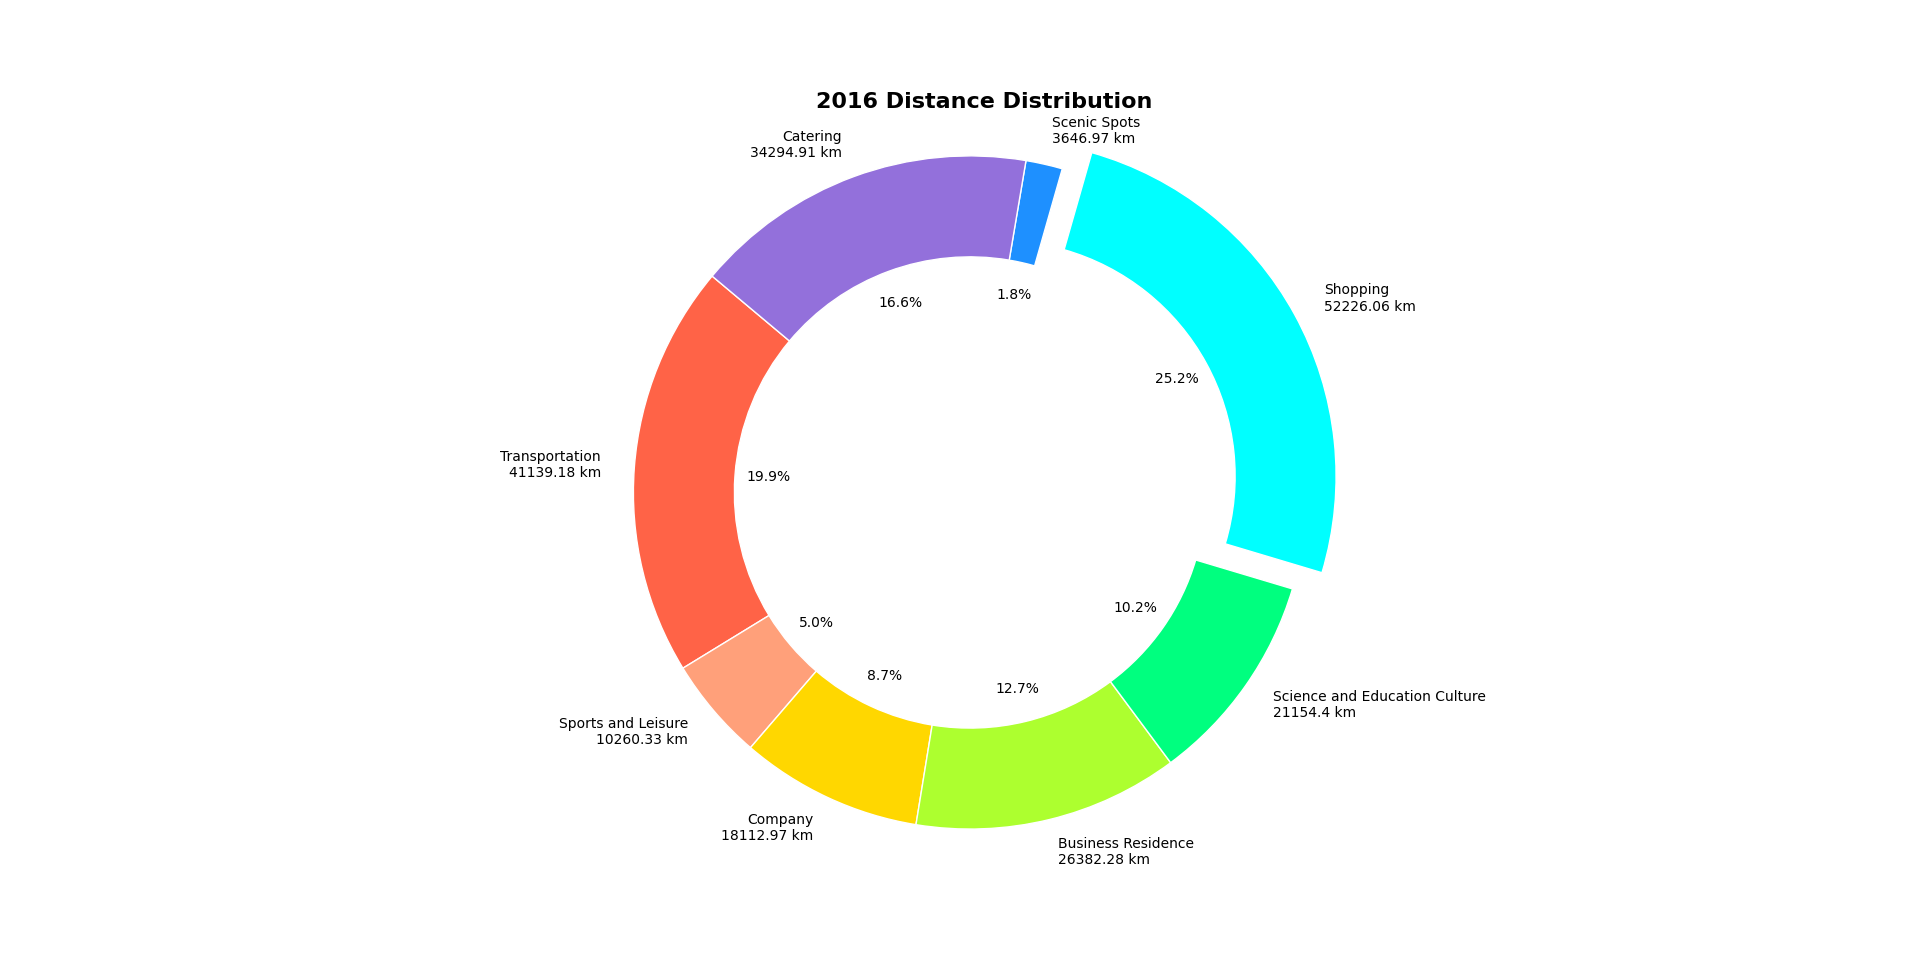 2016 Distance Distribution
Scenic Spots
3646.97 km
Catering
34294.91 km
Shopping
52226.06 km
16.6%
1.8%
25.2%
Transportation
41139.18 km
19.9%
10.2%
5.0%
8.7%
12.7%
Science and Education Culture
21154.4 km
Sports and Leisure
10260.33 km
Company
18112.97 km
Business Residence
26382.28 km